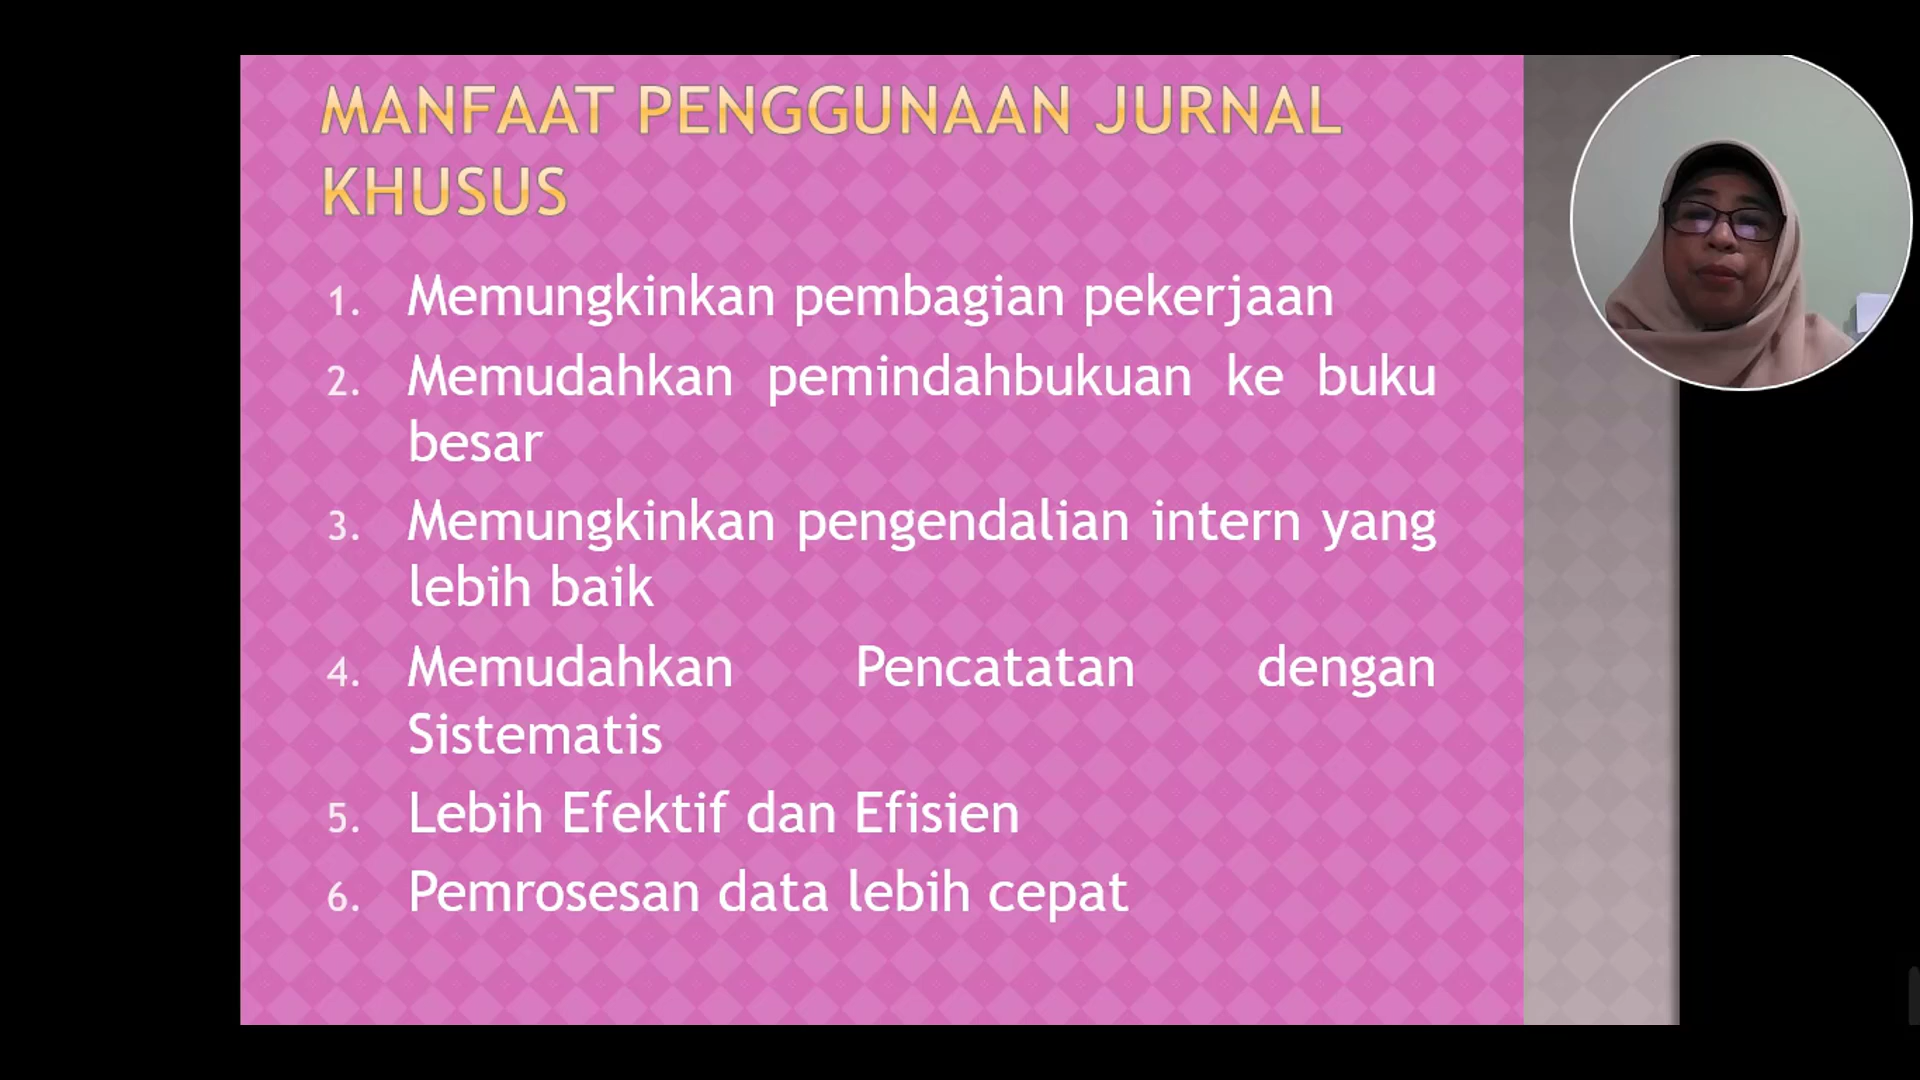 MANFAAT PENGGUNAAN JURNAL
KHUSUS
1. Memungkinkan pembagian pekerjaan
2. Memudahkan pemindahbukuan ke buku
besar
3. Memungkinkan pengendalian intern yang
lebih baik
4. Memudahkan Pencatatan dengan
Sistematis
5. Lebih Efektif dan Efisien
6. Pemrosesan data lebih cepat